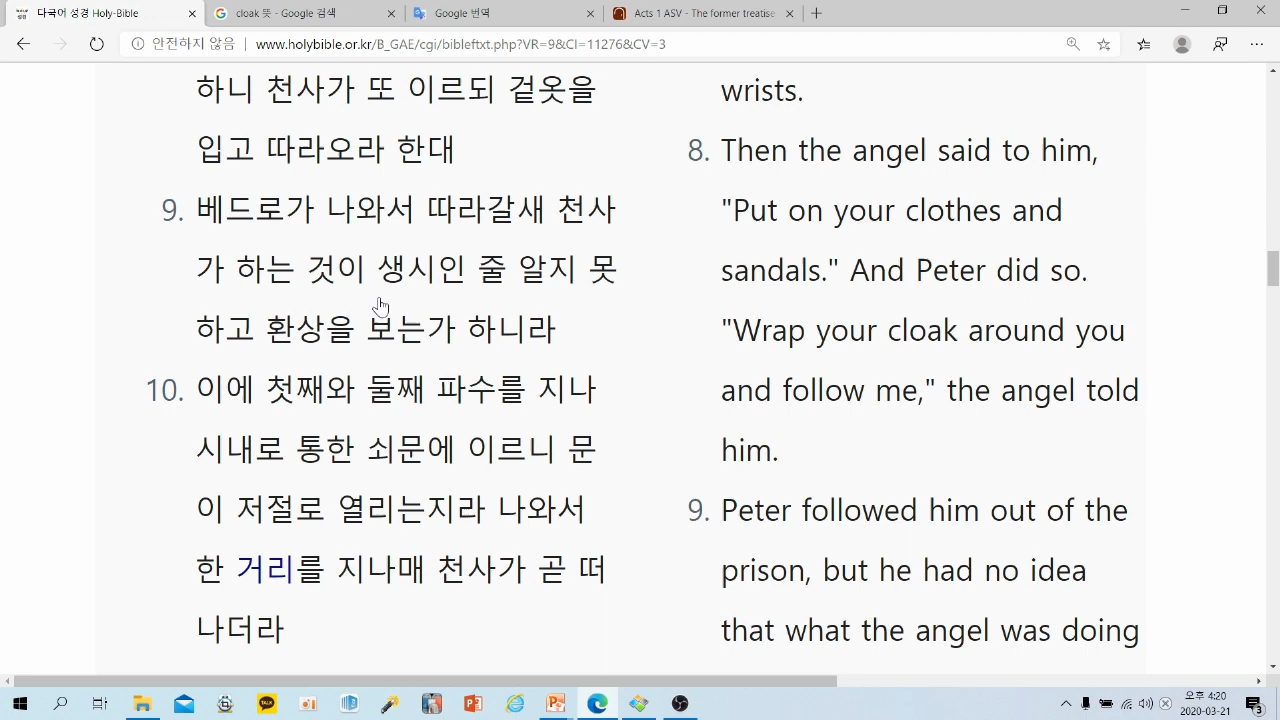 다국어 성경 Holy-Bible
cloak 뜻 - Google 검색
Google 번역
Acts 1 ASV - The former treatise
안전하지 않음
www.holybible.or.kr/B_GAE/cgi/bibleftxt.php?VR=9&CI=11276&CV=3
하니 천사가 또 이르되 겉옷을
입고 따라오라 한대
9. 베드로가 나와서 따라갈새 천사
가 하는 것이 생시인 줄 알지 못
하고 환상을 보는가 하니라
10. 이에 첫째와 둘째 파수를 지나
시내로 통한 쇠문에 이르니 문
이 저절로 열리는지라 나와서
한 거리를 지나매 천사가 곧 떠
나더라
wrists.
8. Then the angel said to him,
"Put on your clothes and
sandals." And Peter did so.
"Wrap your cloak around you
and follow me," the angel told
him.
9. Peter followed him out of the
prison, but he had no idea
that what the angel was doing
TALK
오후 4:20
2020-03-21
3